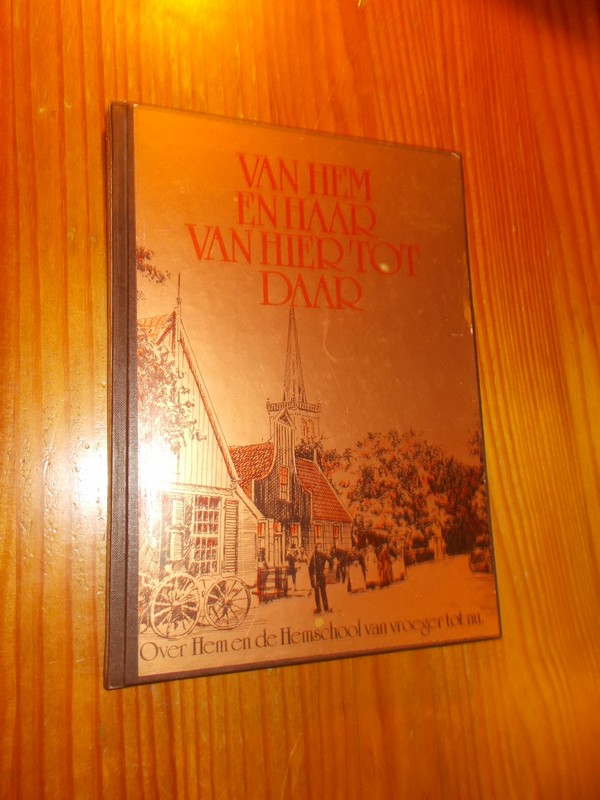 VAN HEM
EN HAAR
VAN HIER TOT
DAAR
Over Hem en de Hemschool van vroeger tot nu.